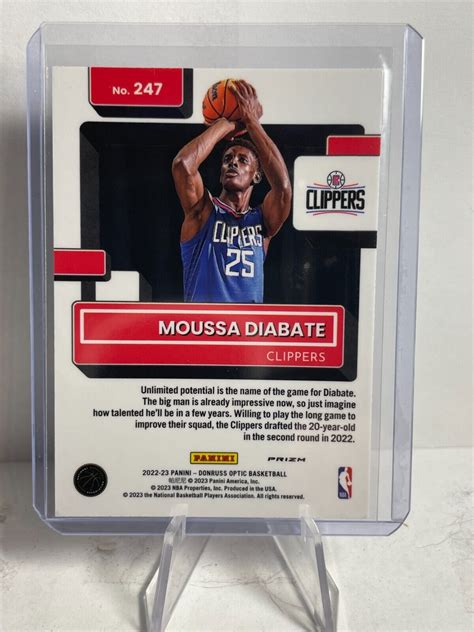 No. 247
CLIPPERS
CLIPPERS
25
MOUSSA DIABATE
CLIPPERS
Unlimited potential is the name of the game for Diabate.
The big man is already impressive now, so just imagine
how talented he'll be in a few years. Willing to play the long game to
improve their squad, the Clippers drafted the 20-year-old
in the second round in 2022.
PANINI
PRIZM
2022-23 PANINI - DONRUSS OPTIC BASKETBALL
帕尼尼 © 2023 Panini America, Inc.
© 2023 NBA Properties, Inc. Produced in the USA.
© 2023 the National Basketball Players Association. All rights reserved.